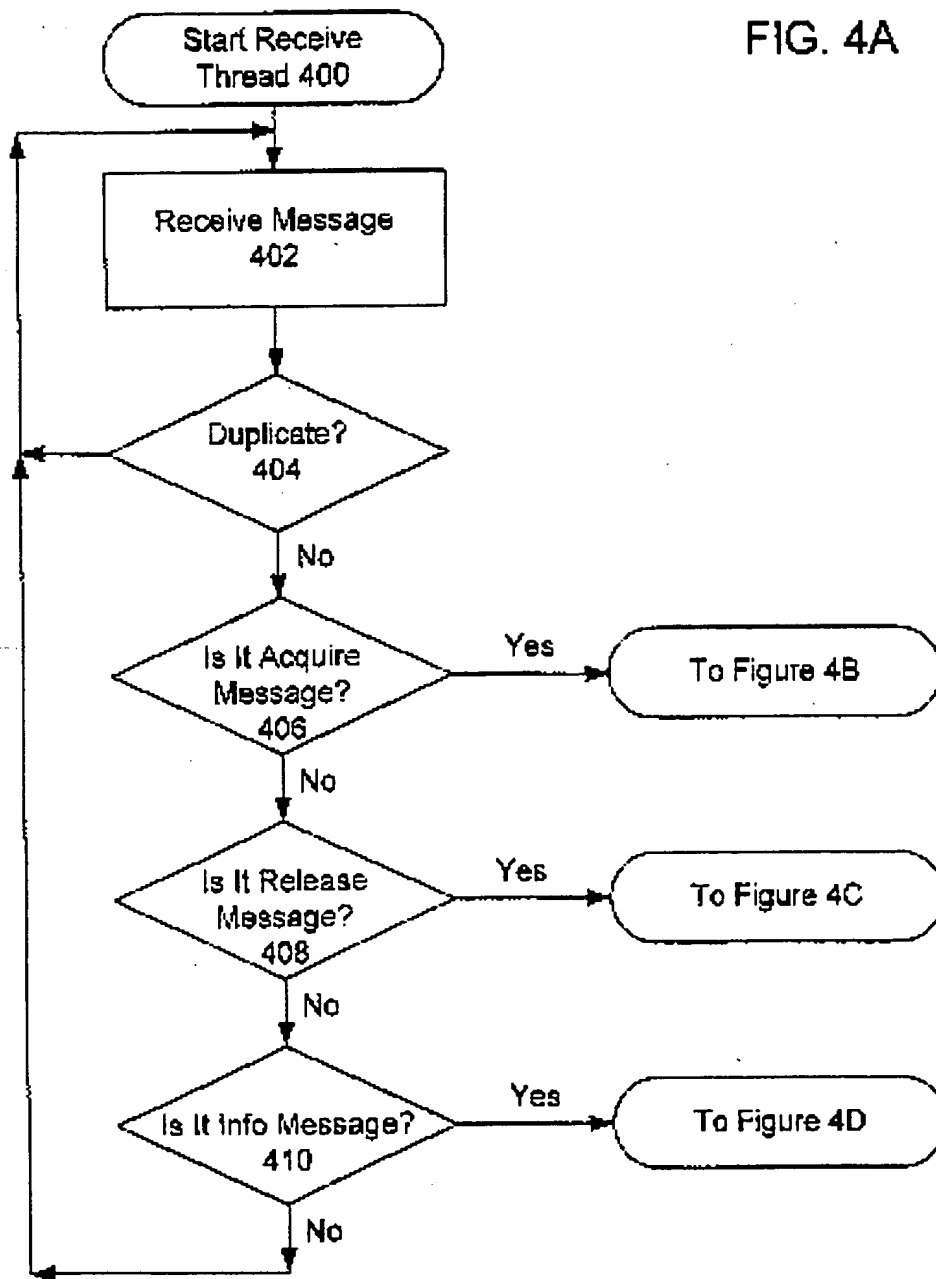 FIG. 4A
Start Receive
Thread 400
Receive Message
402
Duplicate?
404
No
Is It Acquire
Message?
406
Yes
To Figure 4B
No
Is It Release
Message?
408
Yes
To Figure 4C
No
Is It Info Message?
410
Yes
To Figure 4D
No